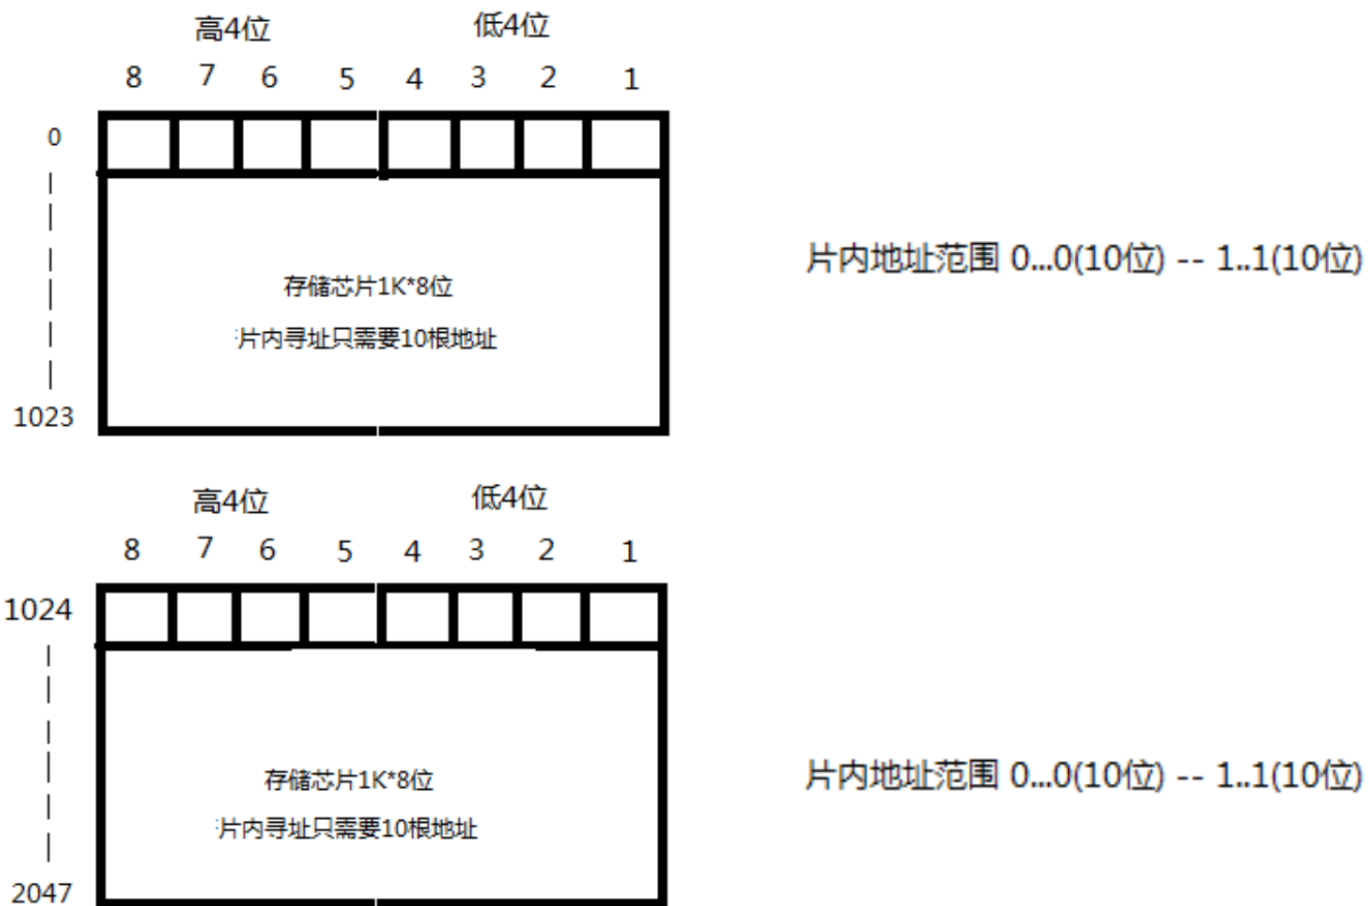 高4位 低4位
8 7 6 5 4 3 2 1
0
存储芯片1K*8位
片内寻址只需要10根地址
1023
片内地址范围 0...0(10位) -- 1..1(10位)
高4位 低4位
8 7 6 5 4 3 2 1
1024
存储芯片1K*8位
片内寻址只需要10根地址
2047
片内地址范围 0...0(10位) -- 1..1(10位)